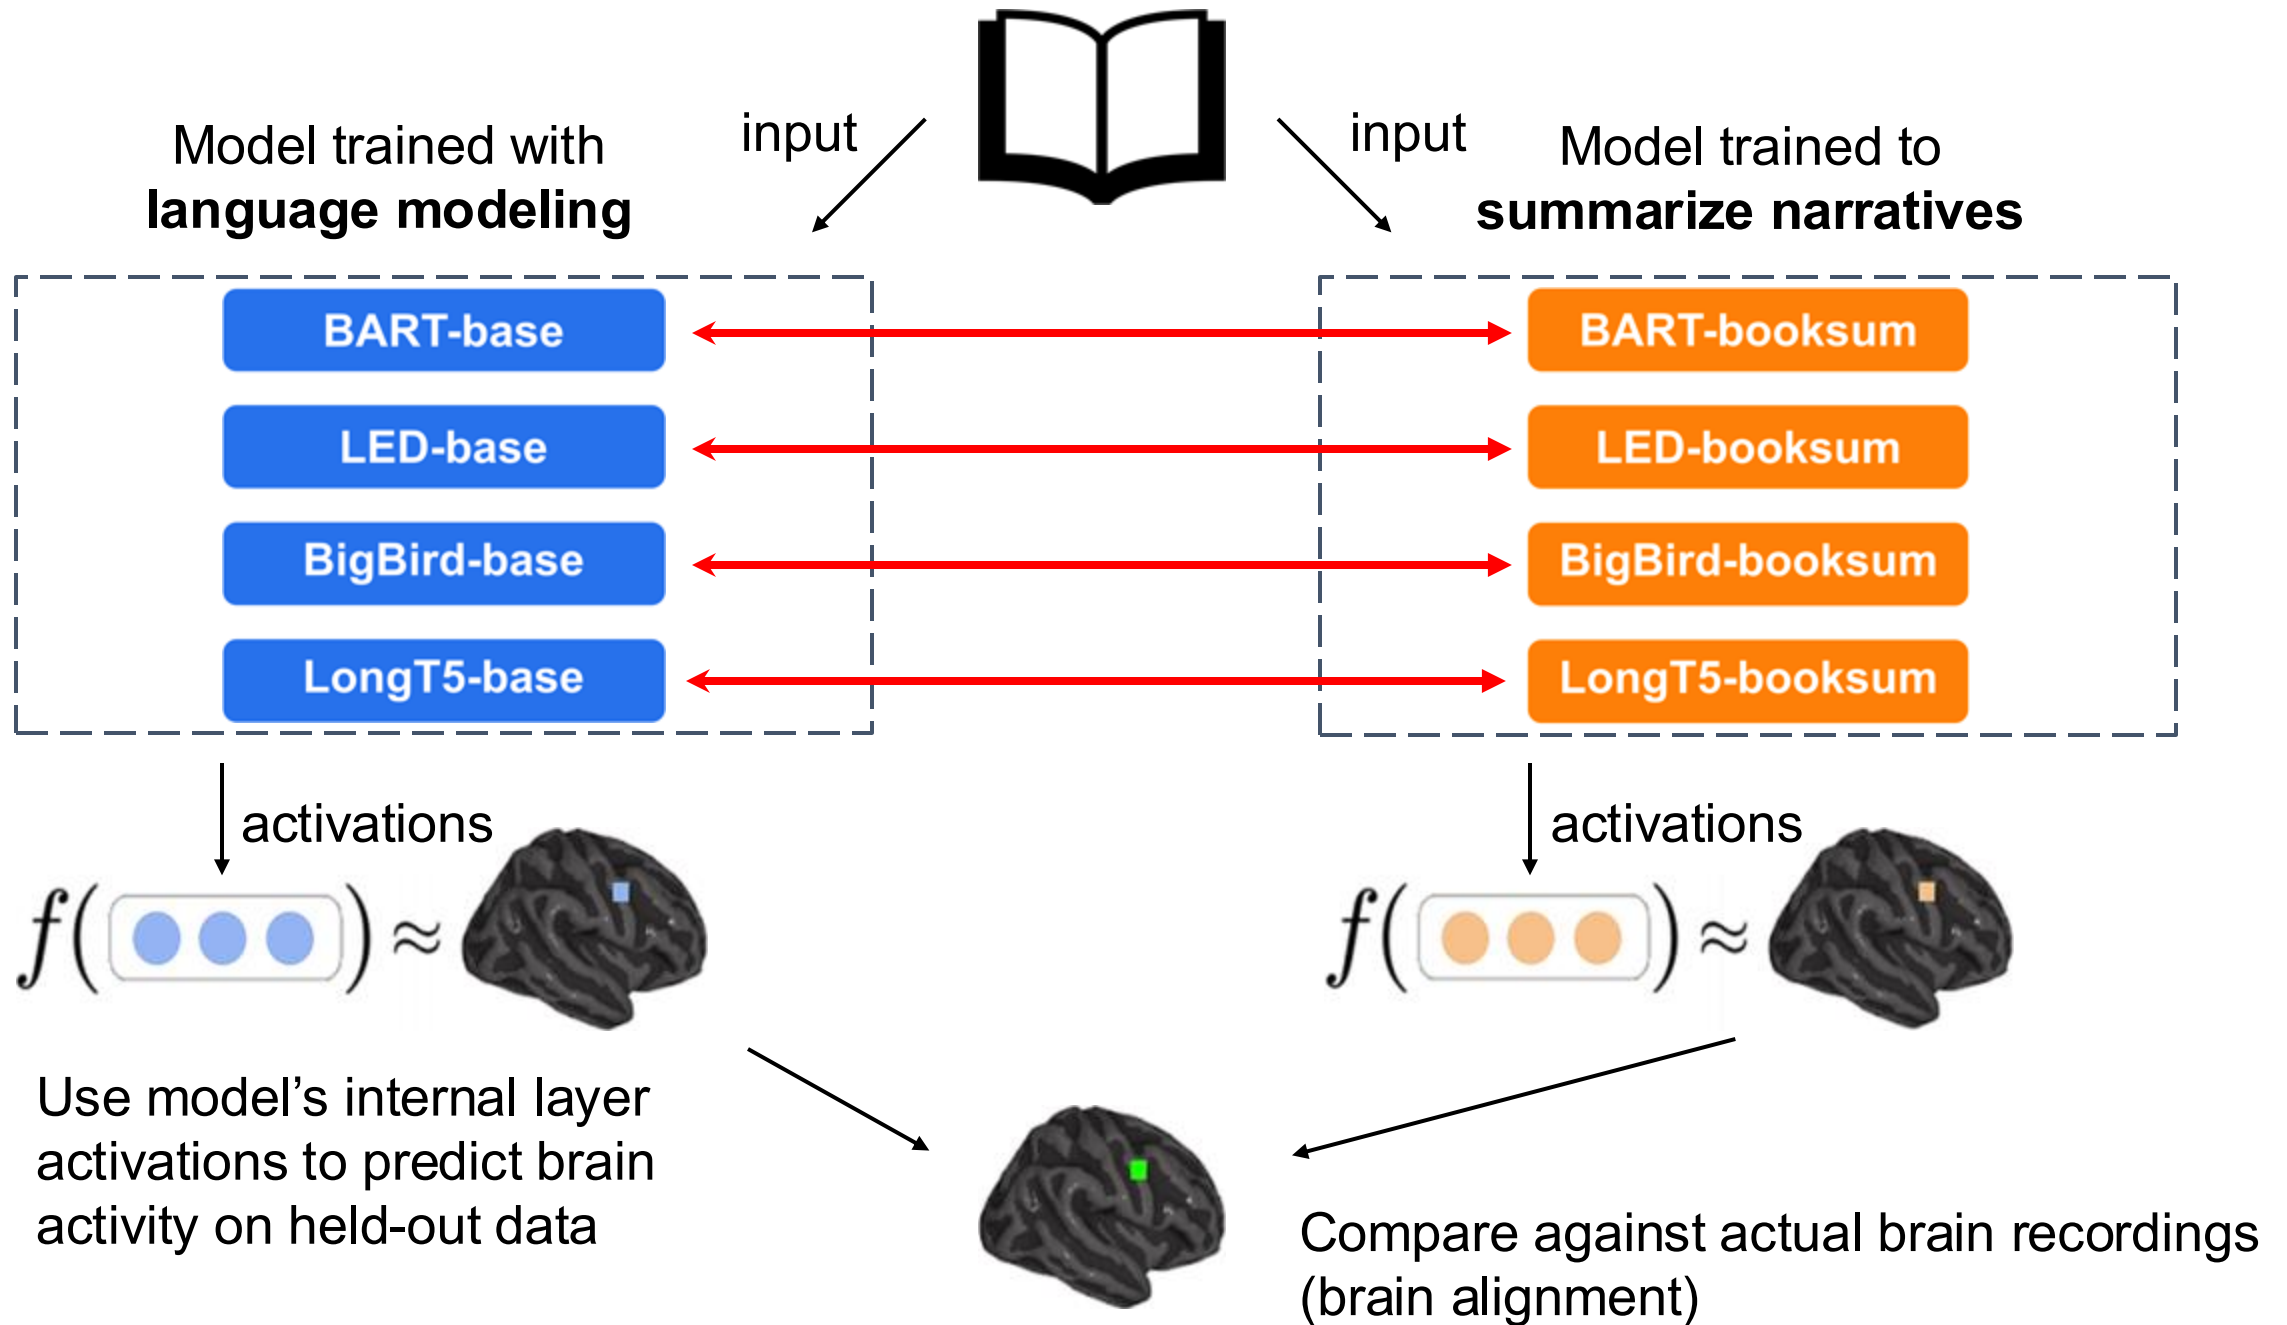 input
input
Model trained with
language modeling
Model trained to
summarize narratives
BART-base
LED-base
BigBird-base
LongT5-base
BART-booksum
LED-booksum
BigBird-booksum
LongT5-booksum
activations
f( ) ≈
activations
f( ) ≈
Use model’s internal layer
activations to predict brain
activity on held-out data
Compare against actual brain recordings
(brain alignment)